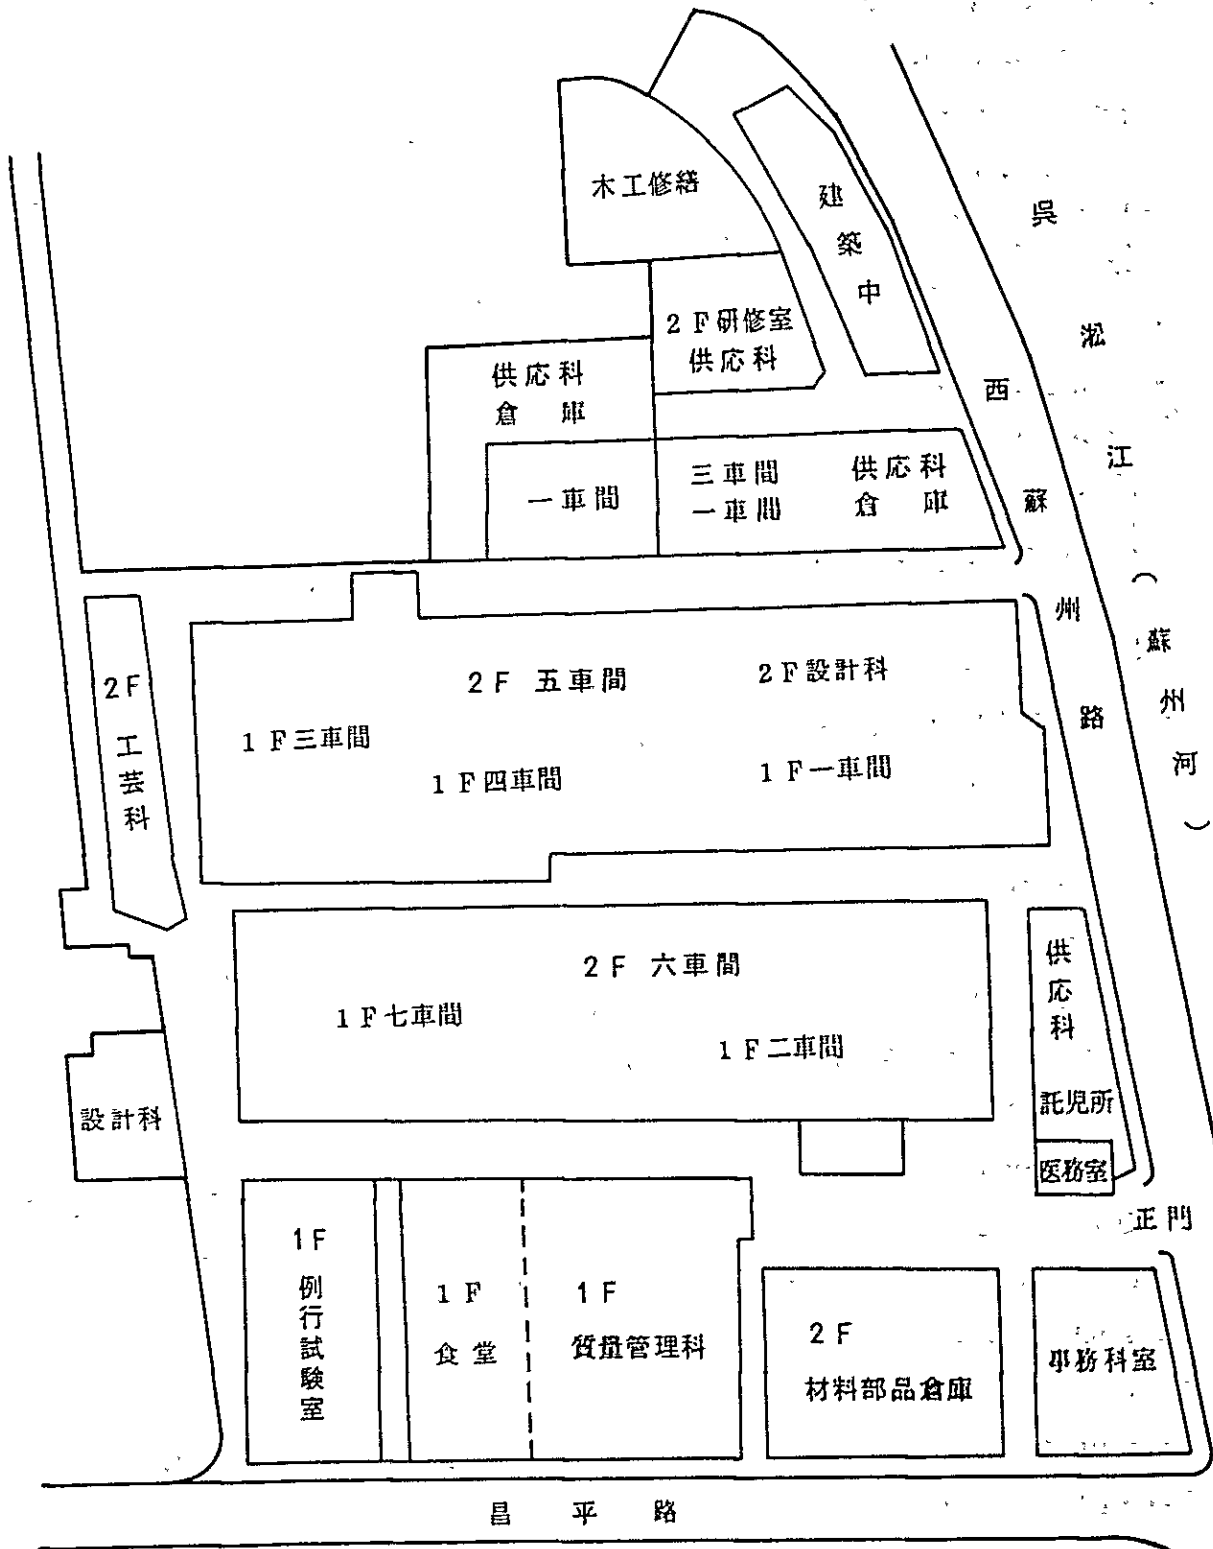 木工修繕
建築中
呉淞江（蘇州河）
2F研修室
供応科
供応科
倉庫
西蘇州路
一車間
三車間
一車間
供応科
倉庫
2F 工芸科
2F 五車間
2F設計科
1F三車間
1F四車間
1F一車間
2F 六車間
1F七車間
1F二車間
供応科
託児所
医務室
設計科
正門
1F
例行試験室
1F
食堂
1F
質量管理科
2F
材料部品倉庫
事務科室
昌平路